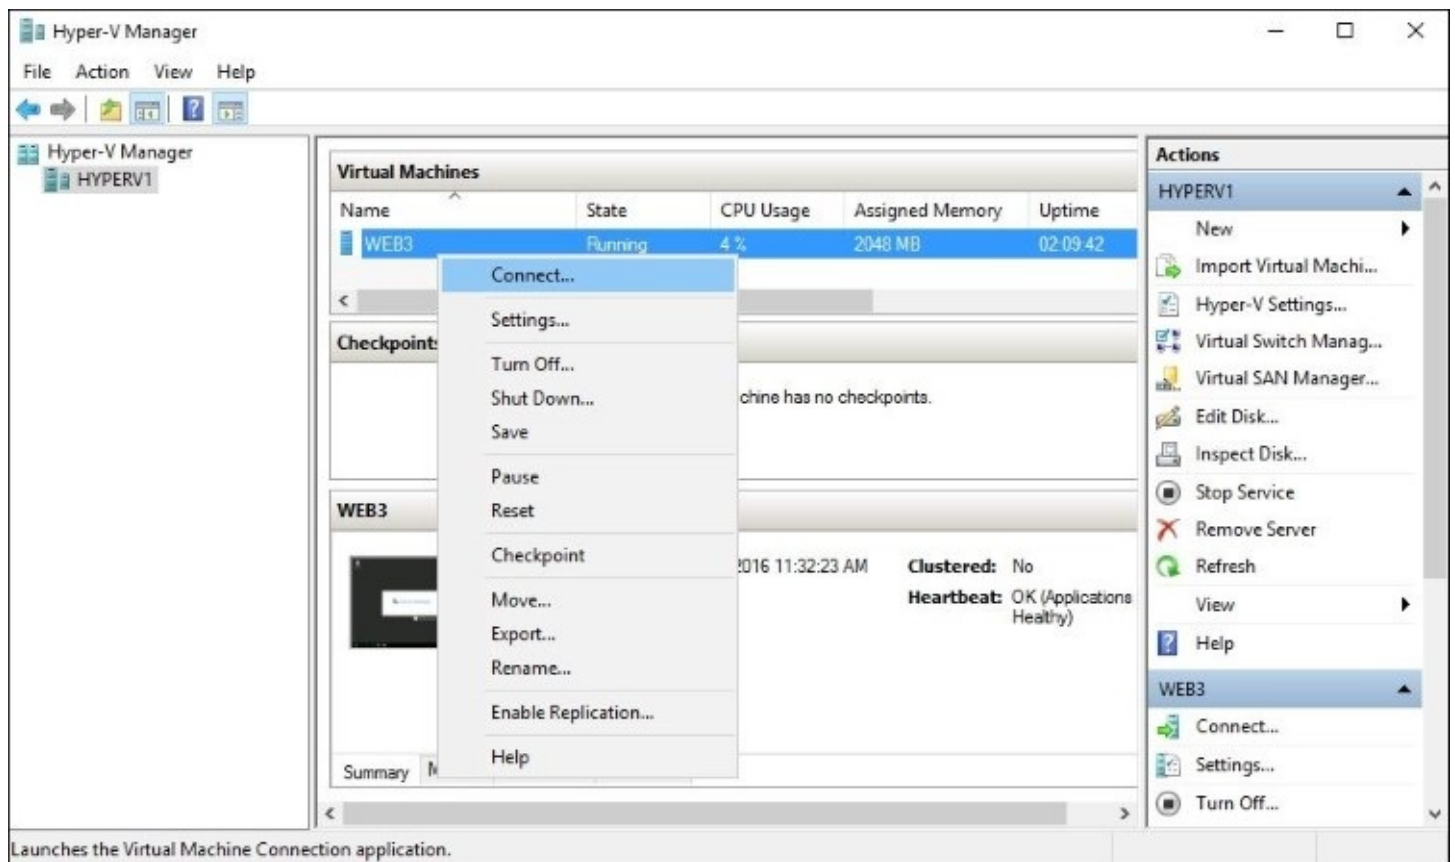 Hyper-V Manager
File Action View Help
Hyper-V Manager
HYPERV1
Virtual Machines
Name State CPU Usage Assigned Memory Uptime
WEB3 Running 4 % 2048 MB 02:09:42
Connect...
Settings...
Turn Off...
Shut Down...
Save
Pause
Reset
Checkpoint
Move...
Export...
Rename...
Enable Replication...
Help
Checkpoints
chine has no checkpoints.
WEB3
2016 11:32:23 AM Clustered: No
Heartbeat: OK (Applications
Healthy)
Summary
Actions
HYPERV1
New
Import Virtual Machi...
Hyper-V Settings...
Virtual Switch Manag...
Virtual SAN Manager...
Edit Disk...
Inspect Disk...
Stop Service
Remove Server
Refresh
View
Help
WEB3
Connect...
Settings...
Turn Off...
Launches the Virtual Machine Connection application.